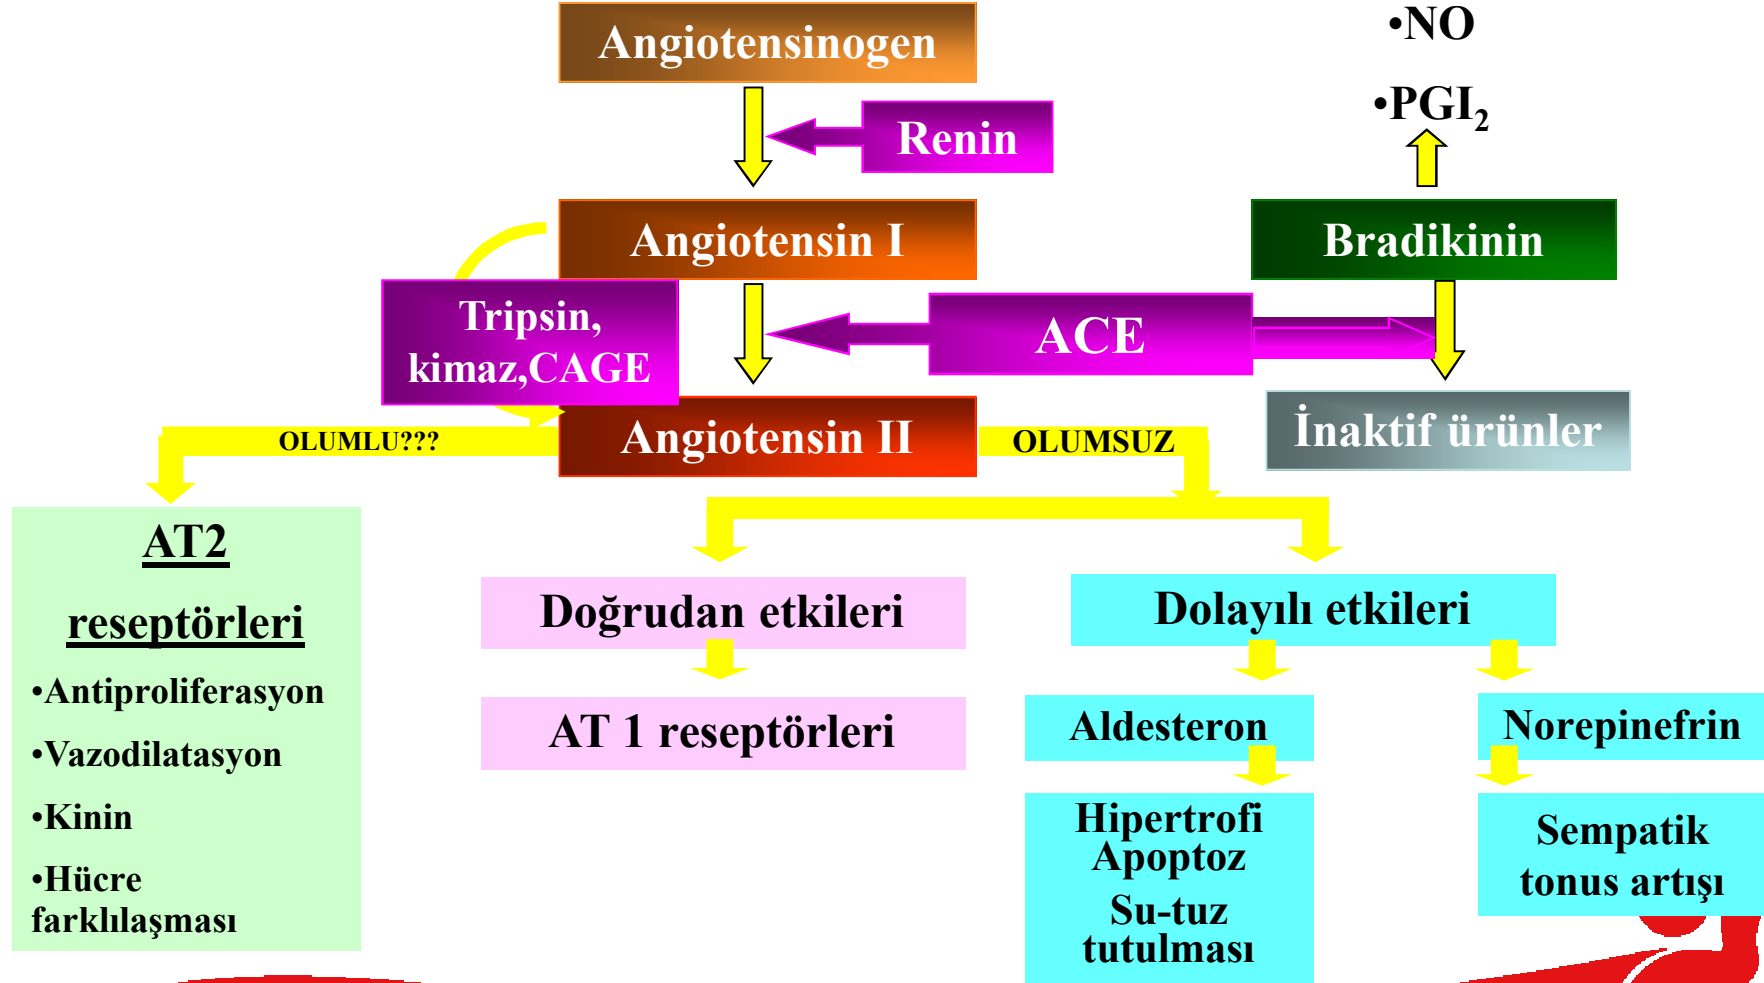 Angiotensinogen
•NO
•PGI₂
Renin
Angiotensin I
Bradikinin
Tripsin,
kimaz,CAGE
ACE
Angiotensin II
İnaktif ürünler
OLUMLU???
OLUMSUZ
AT2
reseptörleri
•Antiproliferasyon
•Vazodilatasyon
•Kinin
•Hücre
farklılaşması
Doğrudan etkileri
AT 1 reseptörleri
Dolayılı etkileri
Aldesteron
Norepinefrin
Hipertrofi
Apoptoz
Su-tuz
tutulması
Sempatik
tonus artışı